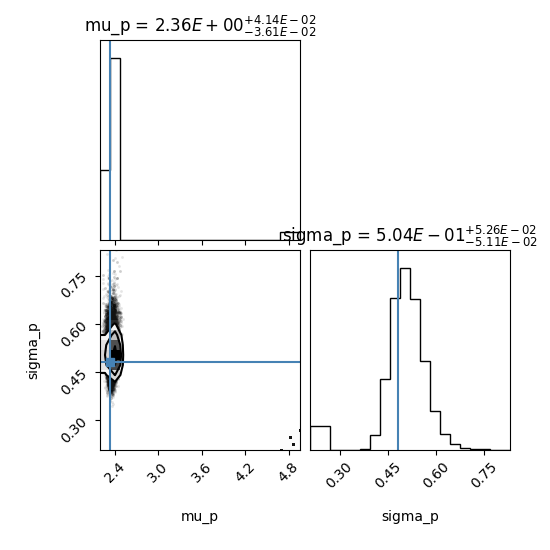 mu_p = 2.36E + 00 +4.14E − 02 −3.61E − 02
sigma_p = 5.04E − 01 +5.26E − 02 −5.11E − 02
sigma_p
0.75
0.60
0.45
0.30
2.4 3.0 3.6 4.2 4.8
0.30 0.45 0.60 0.75
mu_p
sigma_p